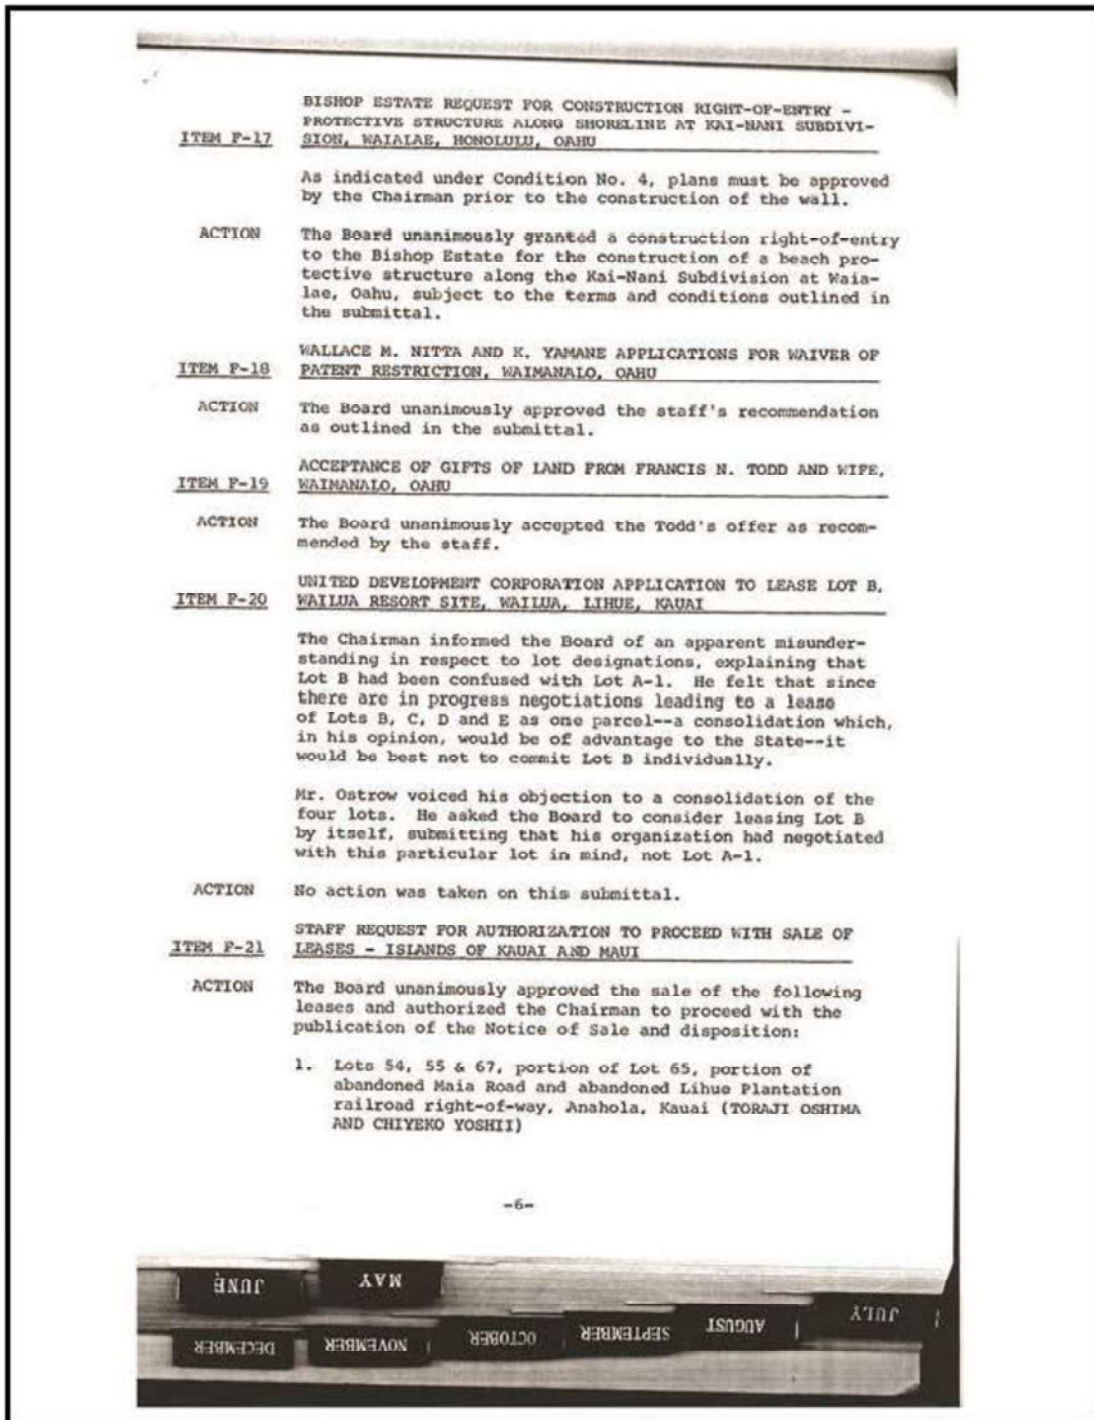 BISHOP ESTATE REQUEST FOR CONSTRUCTION RIGHT-OF-ENTRY -
PROTECTIVE STRUCTURE ALONG SHORELINE AT KAI-NANI SUBDIVI-
ITEM F-17 SION, WAIALAE, HONOLULU, OAHU
As indicated under Condition No. 4, plans must be approved
by the Chairman prior to the construction of the wall.
ACTION The Board unanimously granted a construction right-of-entry
to the Bishop Estate for the construction of a beach pro-
tective structure along the Kai-Nani Subdivision at Waia-
lae, Oahu, subject to the terms and conditions outlined in
the submittal.
WALLACE M. NITTA AND K. YAMANE APPLICATIONS FOR WAIVER OF
ITEM F-18 PATENT RESTRICTION, WAIMANALO, OAHU
ACTION The Board unanimously approved the staff's recommendation
as outlined in the submittal.
ACCEPTANCE OF GIFTS OF LAND FROM FRANCIS N. TODD AND WIFE,
ITEM F-19 WAIMANALO, OAHU
ACTION The Board unanimously accepted the Todd's offer as recom-
mended by the staff.
UNITED DEVELOPMENT CORPORATION APPLICATION TO LEASE LOT B,
ITEM F-20 WAILUA RESORT SITE, WAILUA, LIHUE, KAUAI
The Chairman informed the Board of an apparent misunder-
standing in respect to lot designations, explaining that
Lot B had been confused with Lot A-1. He felt that since
there are in progress negotiations leading to a lease
of Lots B, C, D and E as one parcel--a consolidation which,
in his opinion, would be of advantage to the State--it
would be best not to commit Lot B individually.
Mr. Ostrow voiced his objection to a consolidation of the
four lots. He asked the Board to consider leasing Lot B
by itself, submitting that his organization had negotiated
with this particular lot in mind, not Lot A-1.
ACTION No action was taken on this submittal.
STAFF REQUEST FOR AUTHORIZATION TO PROCEED WITH SALE OF
ITEM F-21 LEASES - ISLANDS OF KAUAI AND MAUI
ACTION The Board unanimously approved the sale of the following
leases and authorized the Chairman to proceed with the
publication of the Notice of Sale and disposition:
1. Lots 54, 55 & 67, portion of Lot 65, portion of
abandoned Maia Road and abandoned Lihue Plantation
railroad right-of-way, Anahola, Kauai (TORAJI OSHIMA
AND CHIYEKO YOSHII)
-6-
JUNE MAY
DECEMBER NOVEMBER OCTOBER SEPTEMBER AUGUST JULY